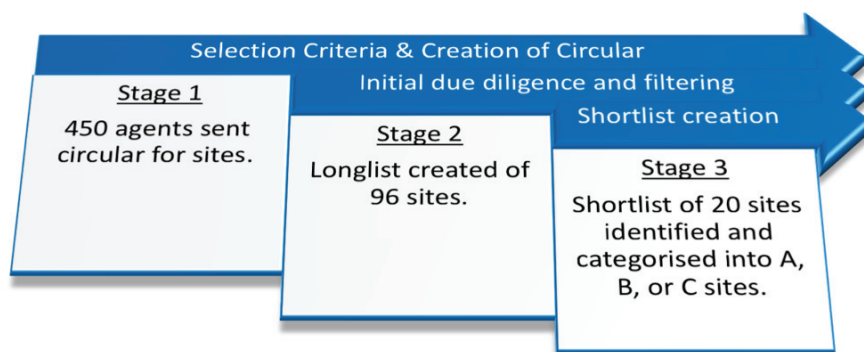 Selection Criteria & Creation of Circular
Initial due diligence and filtering
Shortlist creation
Stage 1
450 agents sent
circular for sites.
Stage 2
Longlist created of
96 sites.
Stage 3
Shortlist of 20 sites
identified and
categorised into A,
B, or C sites.